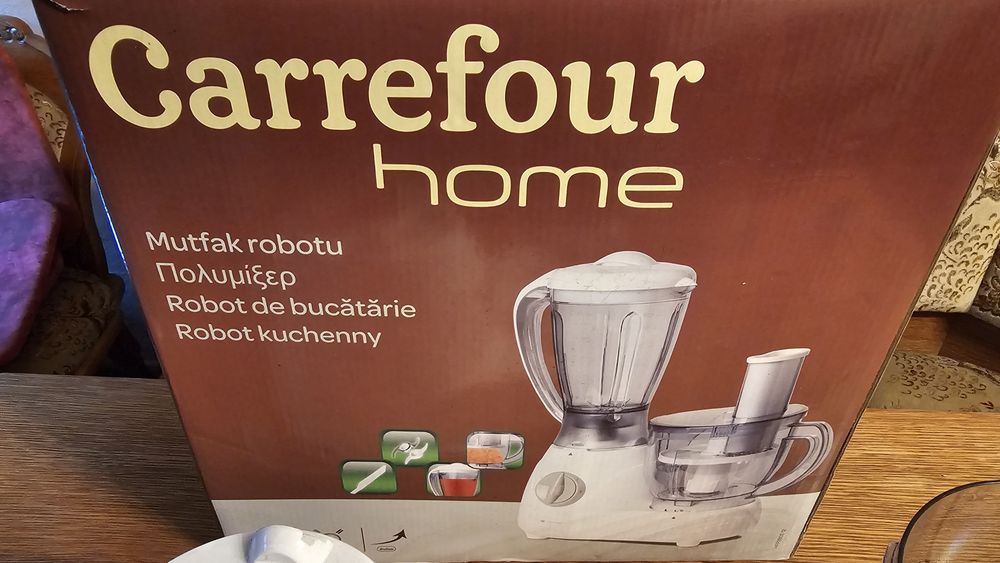 Carrefour
home
Mutfak robotu
Πολυμίξερ
Robot de bucătărie
Robot kuchenny